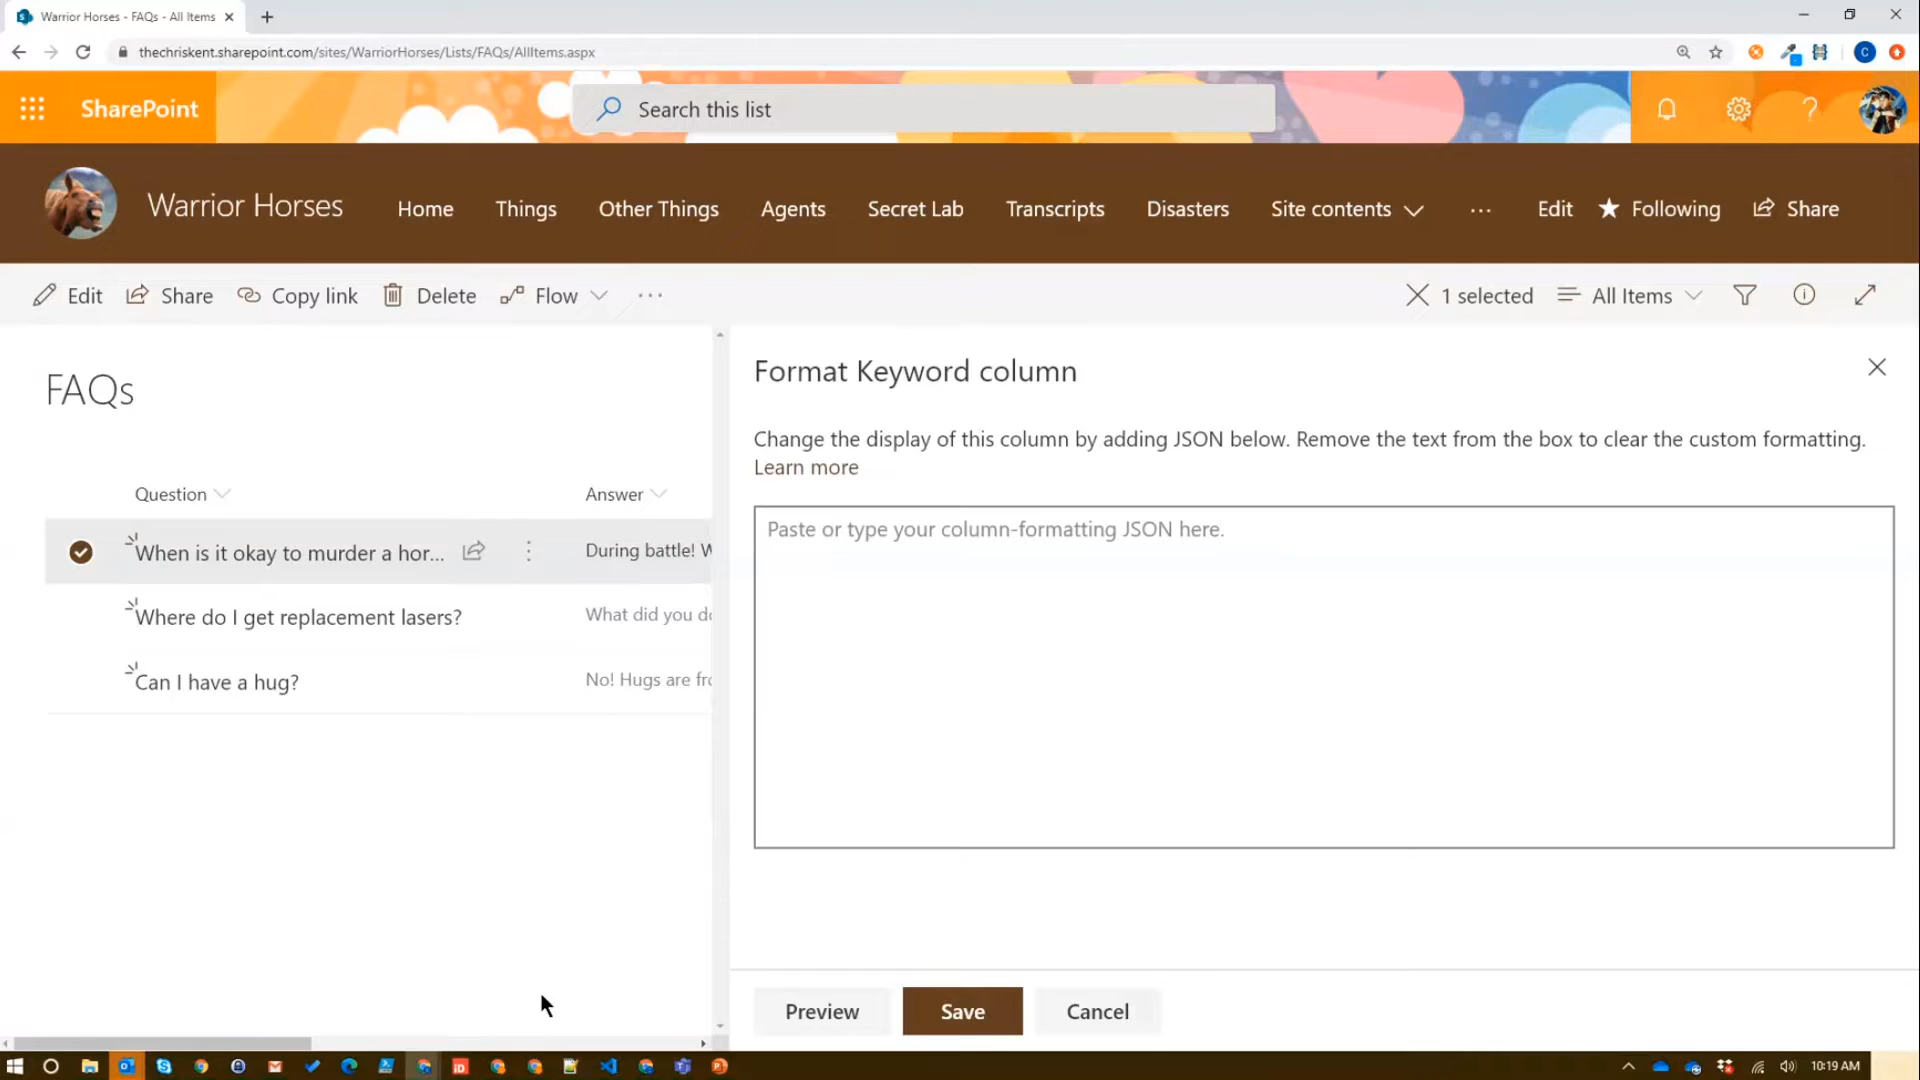 Warrior Horses - FAQs - All Items
thechriskent.sharepoint.com/sites/WarriorHorses/Lists/FAQs/AllItems.aspx
C
SharePoint
Search this list
Warrior Horses
Home
Things
Other Things
Agents
Secret Lab
Transcripts
Disasters
Site contents
Edit
Following
Share
Edit
Share
Copy link
Delete
Flow
1 selected
All Items
FAQs
Question
Answer
When is it okay to murder a hor...
During battle! W
Where do I get replacement lasers?
What did you do
Can I have a hug?
No! Hugs are fro
Format Keyword column
Change the display of this column by adding JSON below. Remove the text from the box to clear the custom formatting.
Learn more
Paste or type your column-formatting JSON here.
Preview
Save
Cancel
10:19 AM